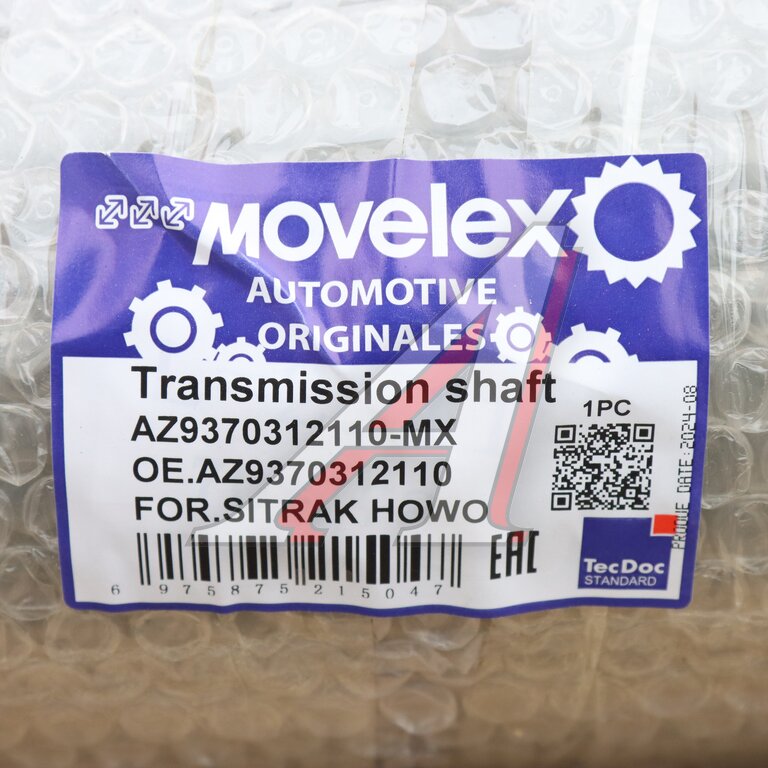 MOVelex
AUTOMOTIVE
ORIGINALES
Transmission shaft
AZ9370312110-MX
OE.AZ9370312110
FOR.SITRAK HOWO
1PC
PRODUE DATE:2024-08
6 975875 215047
EAC
TecDoc
STANDARD